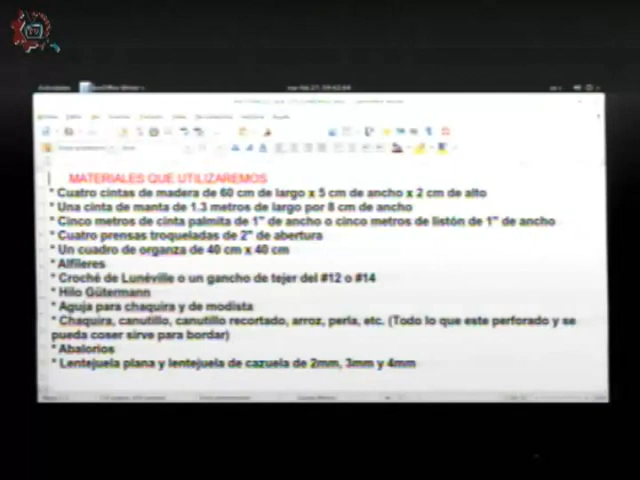 MATERIALES QUE UTILIZAREMOS
* Cuatro cintas de madera de 60 cm de largo x 5 cm de ancho x 2 cm de alto
* Una cinta de manta de 1.3 metros de largo por 8 cm de ancho
* Cinco metros de cinta palmita de 1" de ancho o cinco metros de listón de 1" de ancho
* Cuatro prensas troqueladas de 2" de abertura
* Un cuadro de organza de 40 cm x 40 cm
* Alfileres
* Croché de Lunéville o un gancho de tejer del #12 o #14
* Hilo Gütermann
* Aguja para chaquira y de modista
* Chaquira, canutillo, canutillo recortado, arroz, perla, etc. (Todo lo que este perforado y se
pueda coser sirve para bordar)
* Abalorios
* Lentejuela plana y lentejuela de cazuela de 2mm, 3mm y 4mm